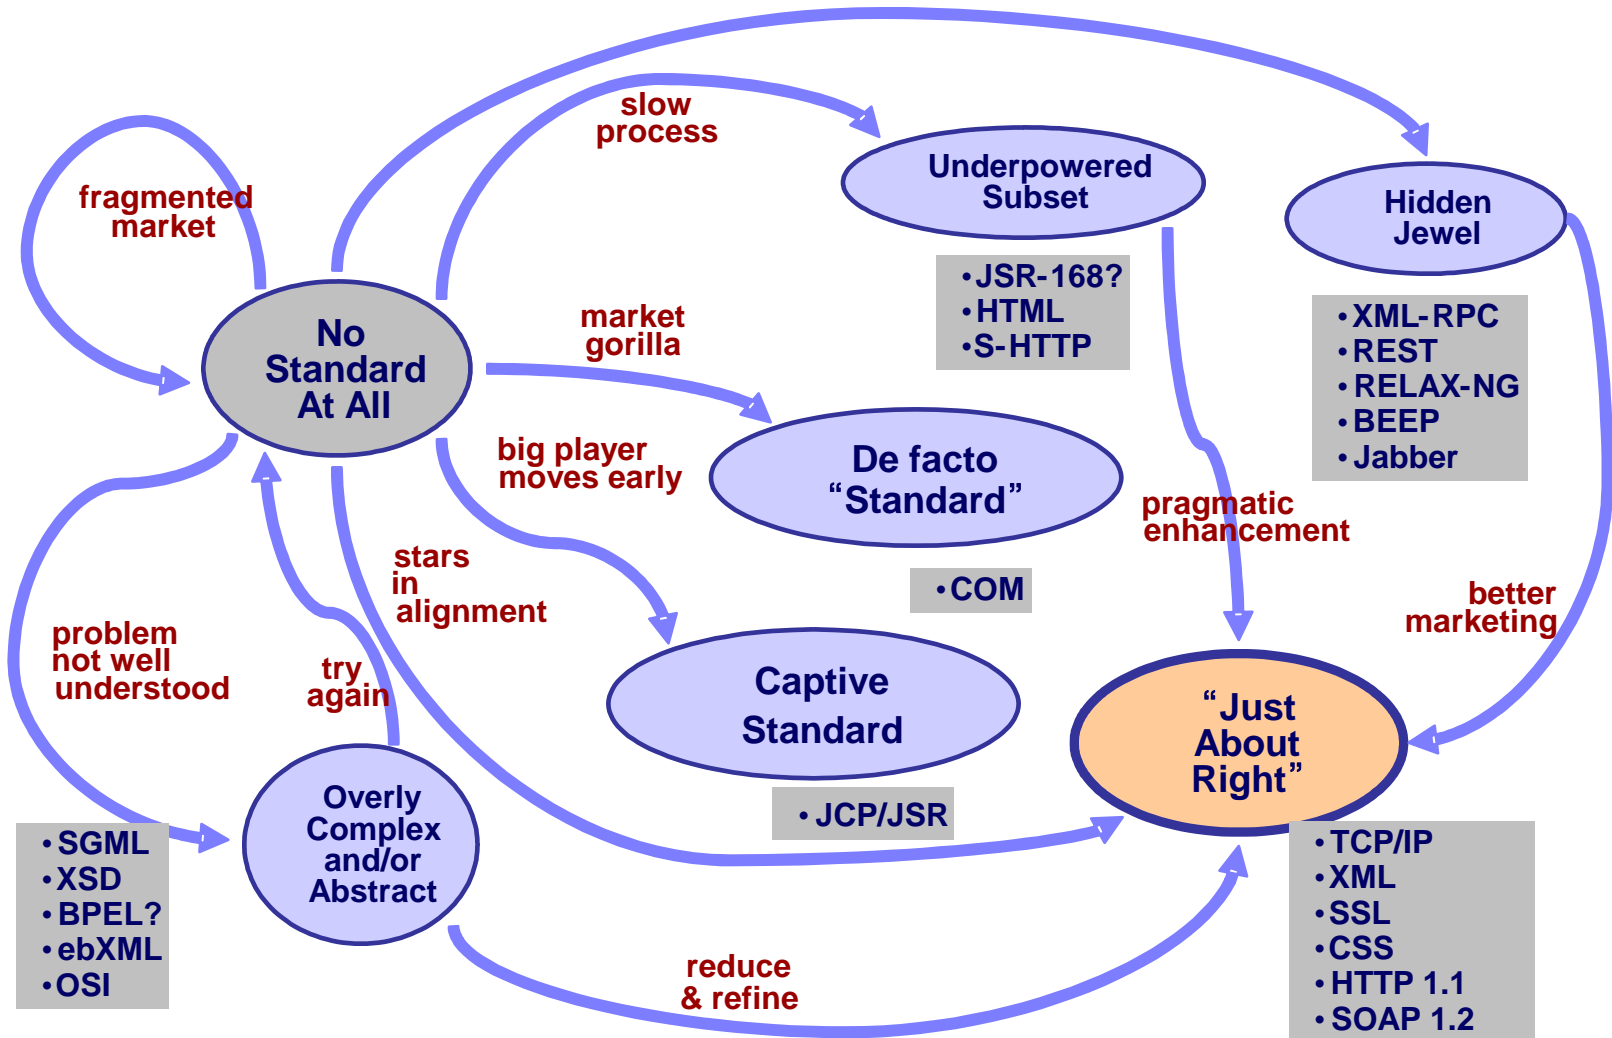 slow
process
Underpowered
Subset
Hidden
Jewel
fragmented
market
•JSR-168?
•HTML
•S-HTTP
•XML-RPC
•REST
•RELAX-NG
•BEEP
•Jabber
No
Standard
At All
market
gorilla
De facto
“Standard”
•COM
big player
moves early
pragmatic
enhancement
stars
in
alignment
better
marketing
problem
not well
understood
try
again
Captive
Standard
•JCP/JSR
“Just
About
Right”
Overly
Complex
and/or
Abstract
•SGML
•XSD
•BPEL?
•ebXML
•OSI
•TCP/IP
•XML
•SSL
•CSS
•HTTP 1.1
•SOAP 1.2
reduce
& refine